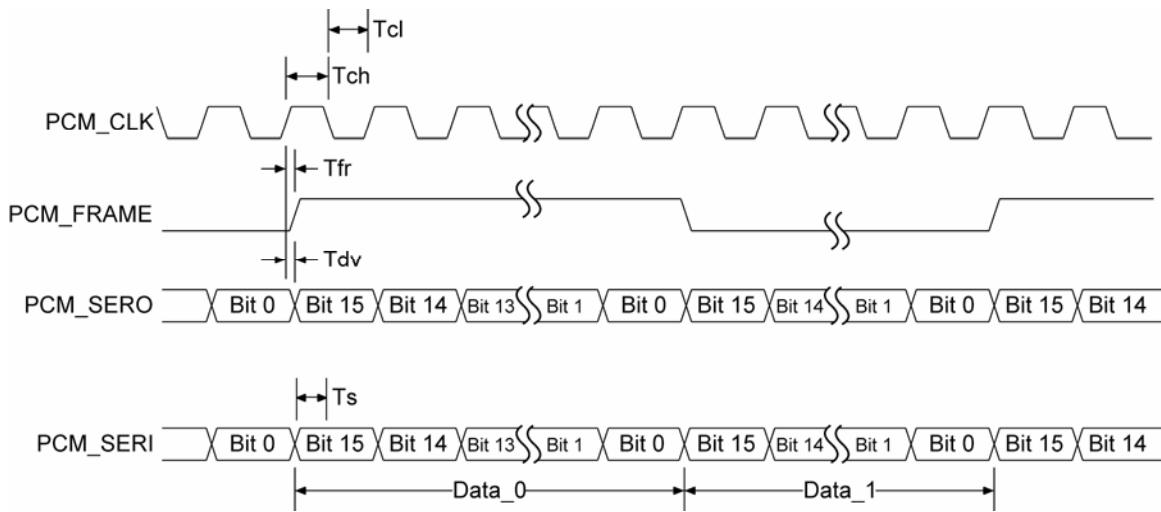 Tcl
Tch
PCM_CLK
Tfr
PCM_FRAME
Tdv
PCM_SERO Bit 0 Bit 15 Bit 14 Bit 13 Bit 1 Bit 0 Bit 15 Bit 14 Bit 1 Bit 0 Bit 15 Bit 14
Ts
PCM_SERI Bit 0 Bit 15 Bit 14 Bit 13 Bit 1 Bit 0 Bit 15 Bit 14 Bit 1 Bit 0 Bit 15 Bit 14
Data_0 Data_1